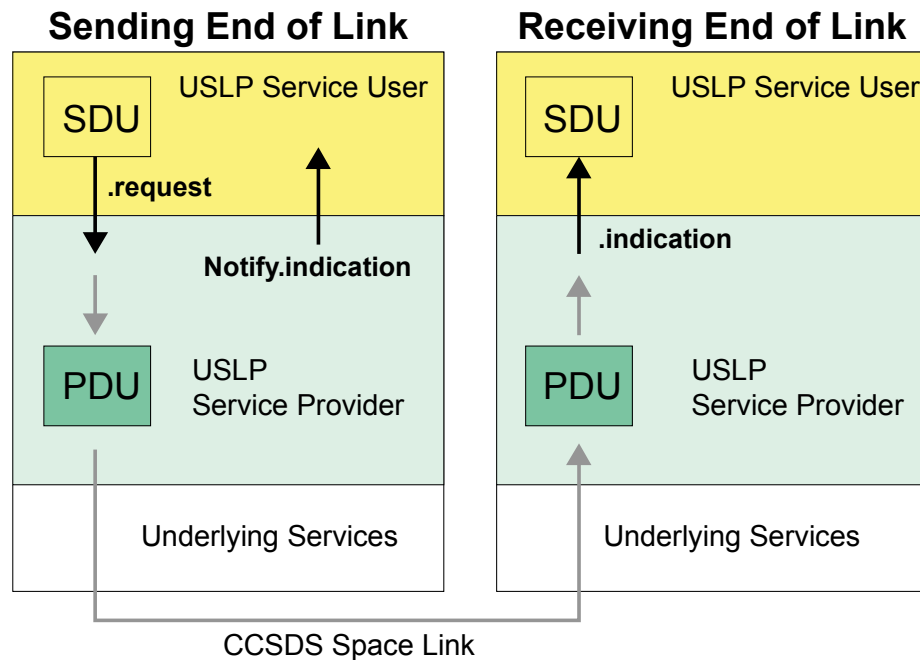 Sending End of Link
USLP Service User
SDU
.request
Notify.indication
PDU
USLP
Service Provider
Underlying Services
Receiving End of Link
USLP Service User
SDU
.indication
PDU
USLP
Service Provider
Underlying Services
CCSDS Space Link